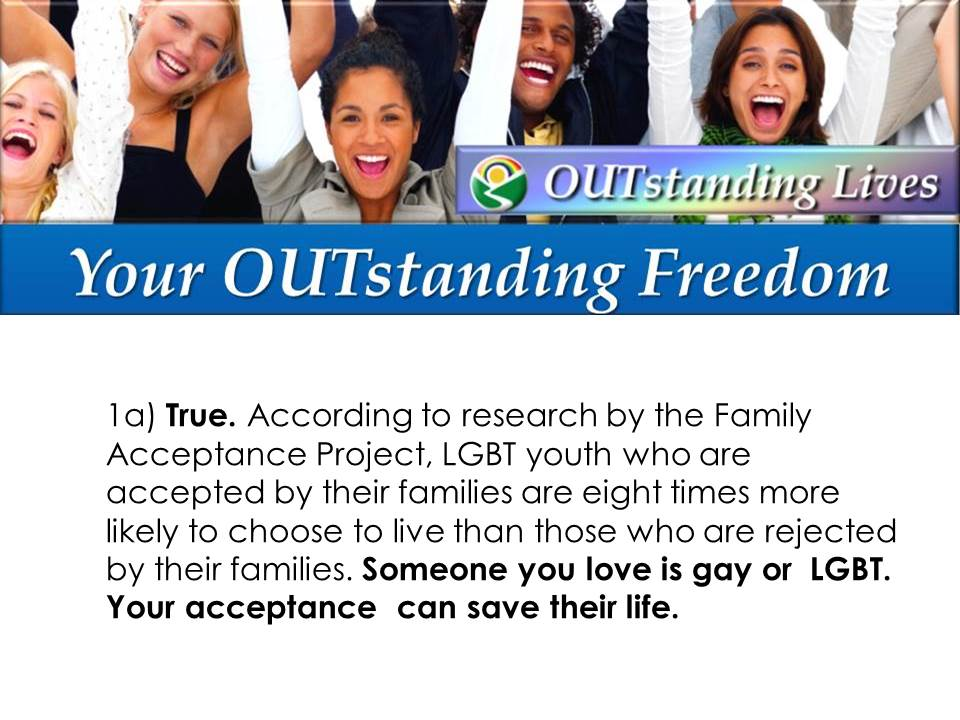 OUTstanding Lives
Your OUTstanding Freedom
1a) True. According to research by the Family
Acceptance Project, LGBT youth who are
accepted by their families are eight times more
likely to choose to live than those who are rejected
by their families. Someone you love is gay or  LGBT.
Your acceptance  can save their life.